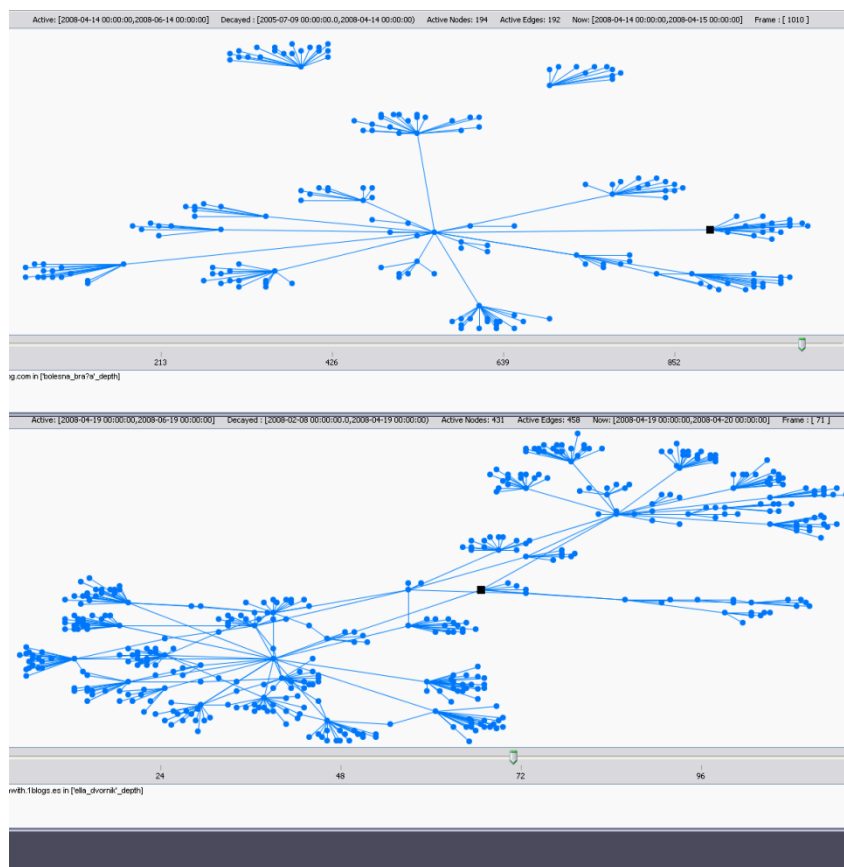 Active: [2008-04-14 00:00:00,2008-06-14 00:00:00] Decayed : [2005-07-09 00:00:00.0,2008-04-14 00:00:00) Active Nodes: 194 Active Edges: 192 Now: [2008-04-14 00:00:00,2008-04-15 00:00:00] Frame : [ 1010 ]
213 426 639 852
og.com in ['bolesna_bra?a'_depth]
Active: [2008-04-19 00:00:00,2008-06-19 00:00:00] Decayed : [2008-02-08 00:00:00.0,2008-04-19 00:00:00) Active Nodes: 431 Active Edges: 458 Now: [2008-04-19 00:00:00,2008-04-20 00:00:00] Frame : [ 71 ]
24 48 72 96
with.1blogs.es in ['ella_dvornik'_depth]